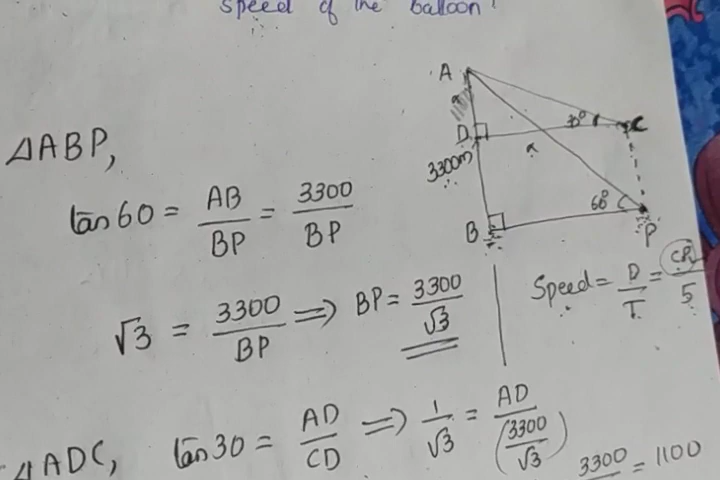 speed of the balloon?
A
30°
C
D
x
3300m
60°
B
P
ΔABP,
tan 60 = AB/BP = 3300/BP
√3 = 3300/BP ⟹ BP = 3300/√3
Speed = D/T = CP/5
ΔADC, tan 30 = AD/CD ⟹ 1/√3 = AD/(3300/√3)
3300 = 1100